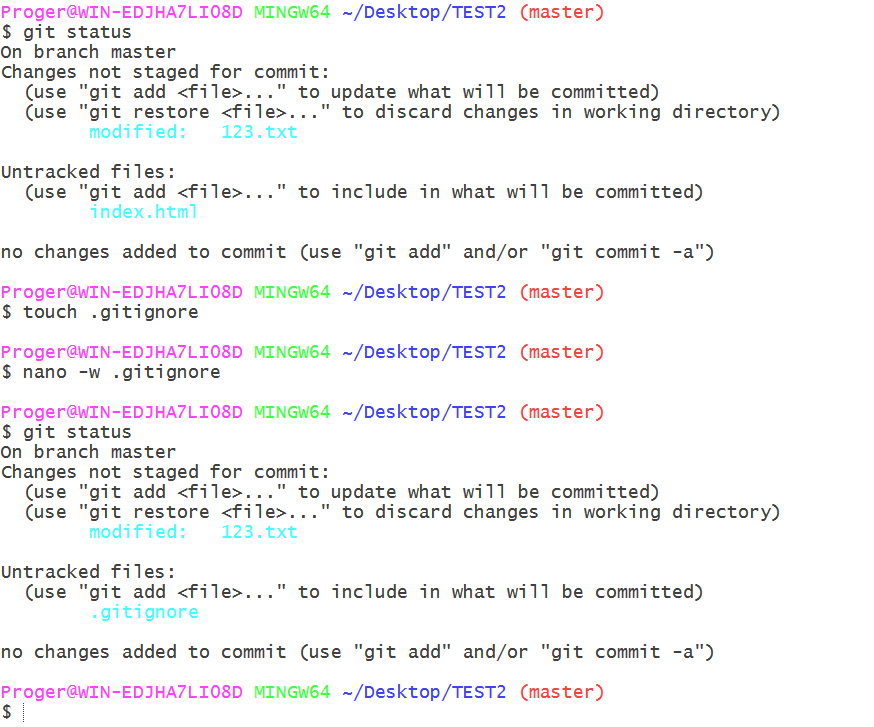 Proger@WIN-EDJHA7LIO8D MINGW64 ~/Desktop/TEST2 (master)
$ git status
On branch master
Changes not staged for commit:
  (use "git add <file>..." to update what will be committed)
  (use "git restore <file>..." to discard changes in working directory)
        modified:   123.txt

Untracked files:
  (use "git add <file>..." to include in what will be committed)
        index.html

no changes added to commit (use "git add" and/or "git commit -a")

Proger@WIN-EDJHA7LIO8D MINGW64 ~/Desktop/TEST2 (master)
$ touch .gitignore

Proger@WIN-EDJHA7LIO8D MINGW64 ~/Desktop/TEST2 (master)
$ nano -w .gitignore

Proger@WIN-EDJHA7LIO8D MINGW64 ~/Desktop/TEST2 (master)
$ git status
On branch master
Changes not staged for commit:
  (use "git add <file>..." to update what will be committed)
  (use "git restore <file>..." to discard changes in working directory)
        modified:   123.txt

Untracked files:
  (use "git add <file>..." to include in what will be committed)
        .gitignore

no changes added to commit (use "git add" and/or "git commit -a")

Proger@WIN-EDJHA7LIO8D MINGW64 ~/Desktop/TEST2 (master)
$